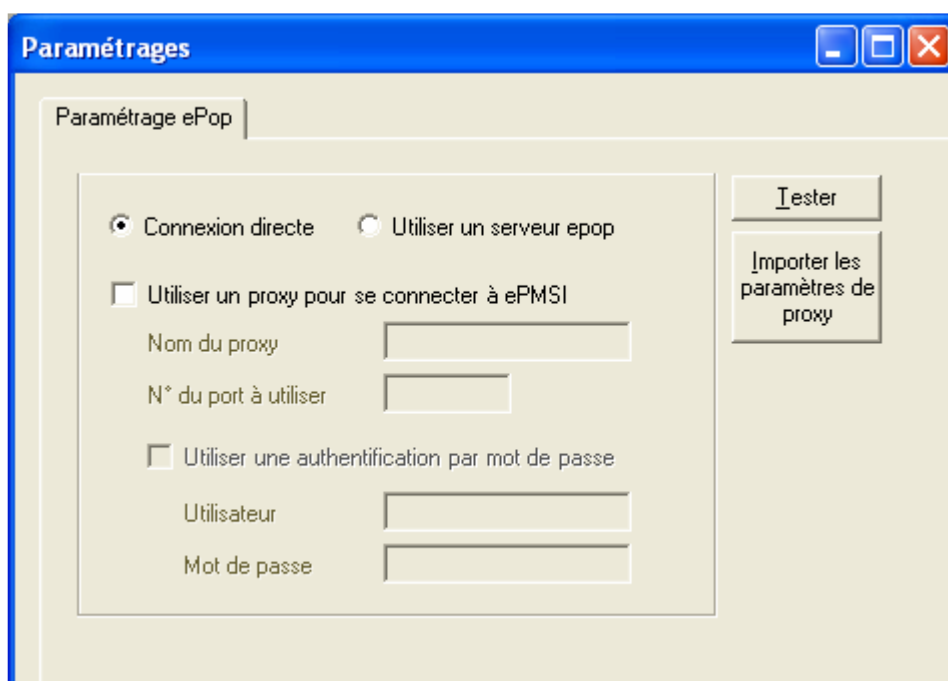 Paramétrages
Paramétrage ePop
Connexion directe
Utiliser un serveur epop
Tester
Importer les
paramètres de
proxy
Utiliser un proxy pour se connecter à ePMSI
Nom du proxy
N° du port à utiliser
Utiliser une authentification par mot de passe
Utilisateur
Mot de passe